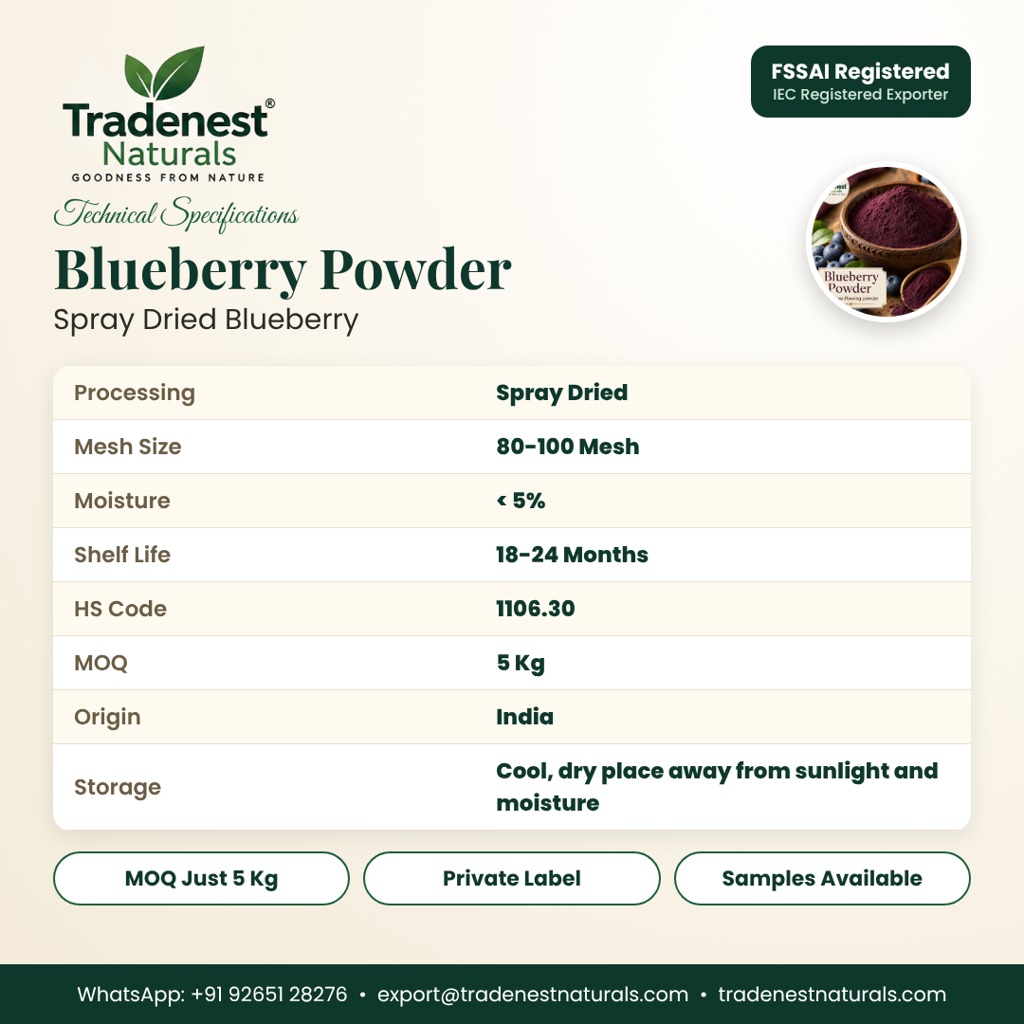 Tradenest®
Naturals
GOODNESS FROM NATURE
FSSAI Registered
IEC Registered Exporter
Technical Specifications
Blueberry Powder
Spray Dried Blueberry
Blueberry
Powder
Processing Spray Dried
Mesh Size 80-100 Mesh
Moisture < 5%
Shelf Life 18-24 Months
HS Code 1106.30
MOQ 5 Kg
Origin India
Storage Cool, dry place away from sunlight and
moisture
MOQ Just 5 Kg
Private Label
Samples Available
WhatsApp: +91 92651 28276 • export@tradenestnaturals.com • tradenestnaturals.com